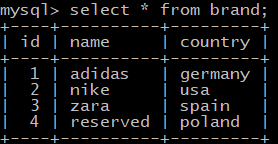 mysql> select * from brand;
+----+----------+---------+
| id | name     | country |
+----+----------+---------+
|  1 | adidas   | germany |
|  2 | nike     | usa     |
|  3 | zara     | spain   |
|  4 | reserved | poland  |
+----+----------+---------+